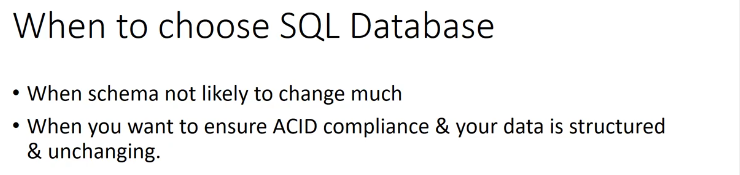 When to choose SQL Database
• When schema not likely to change much
• When you want to ensure ACID compliance & your data is structured
& unchanging.